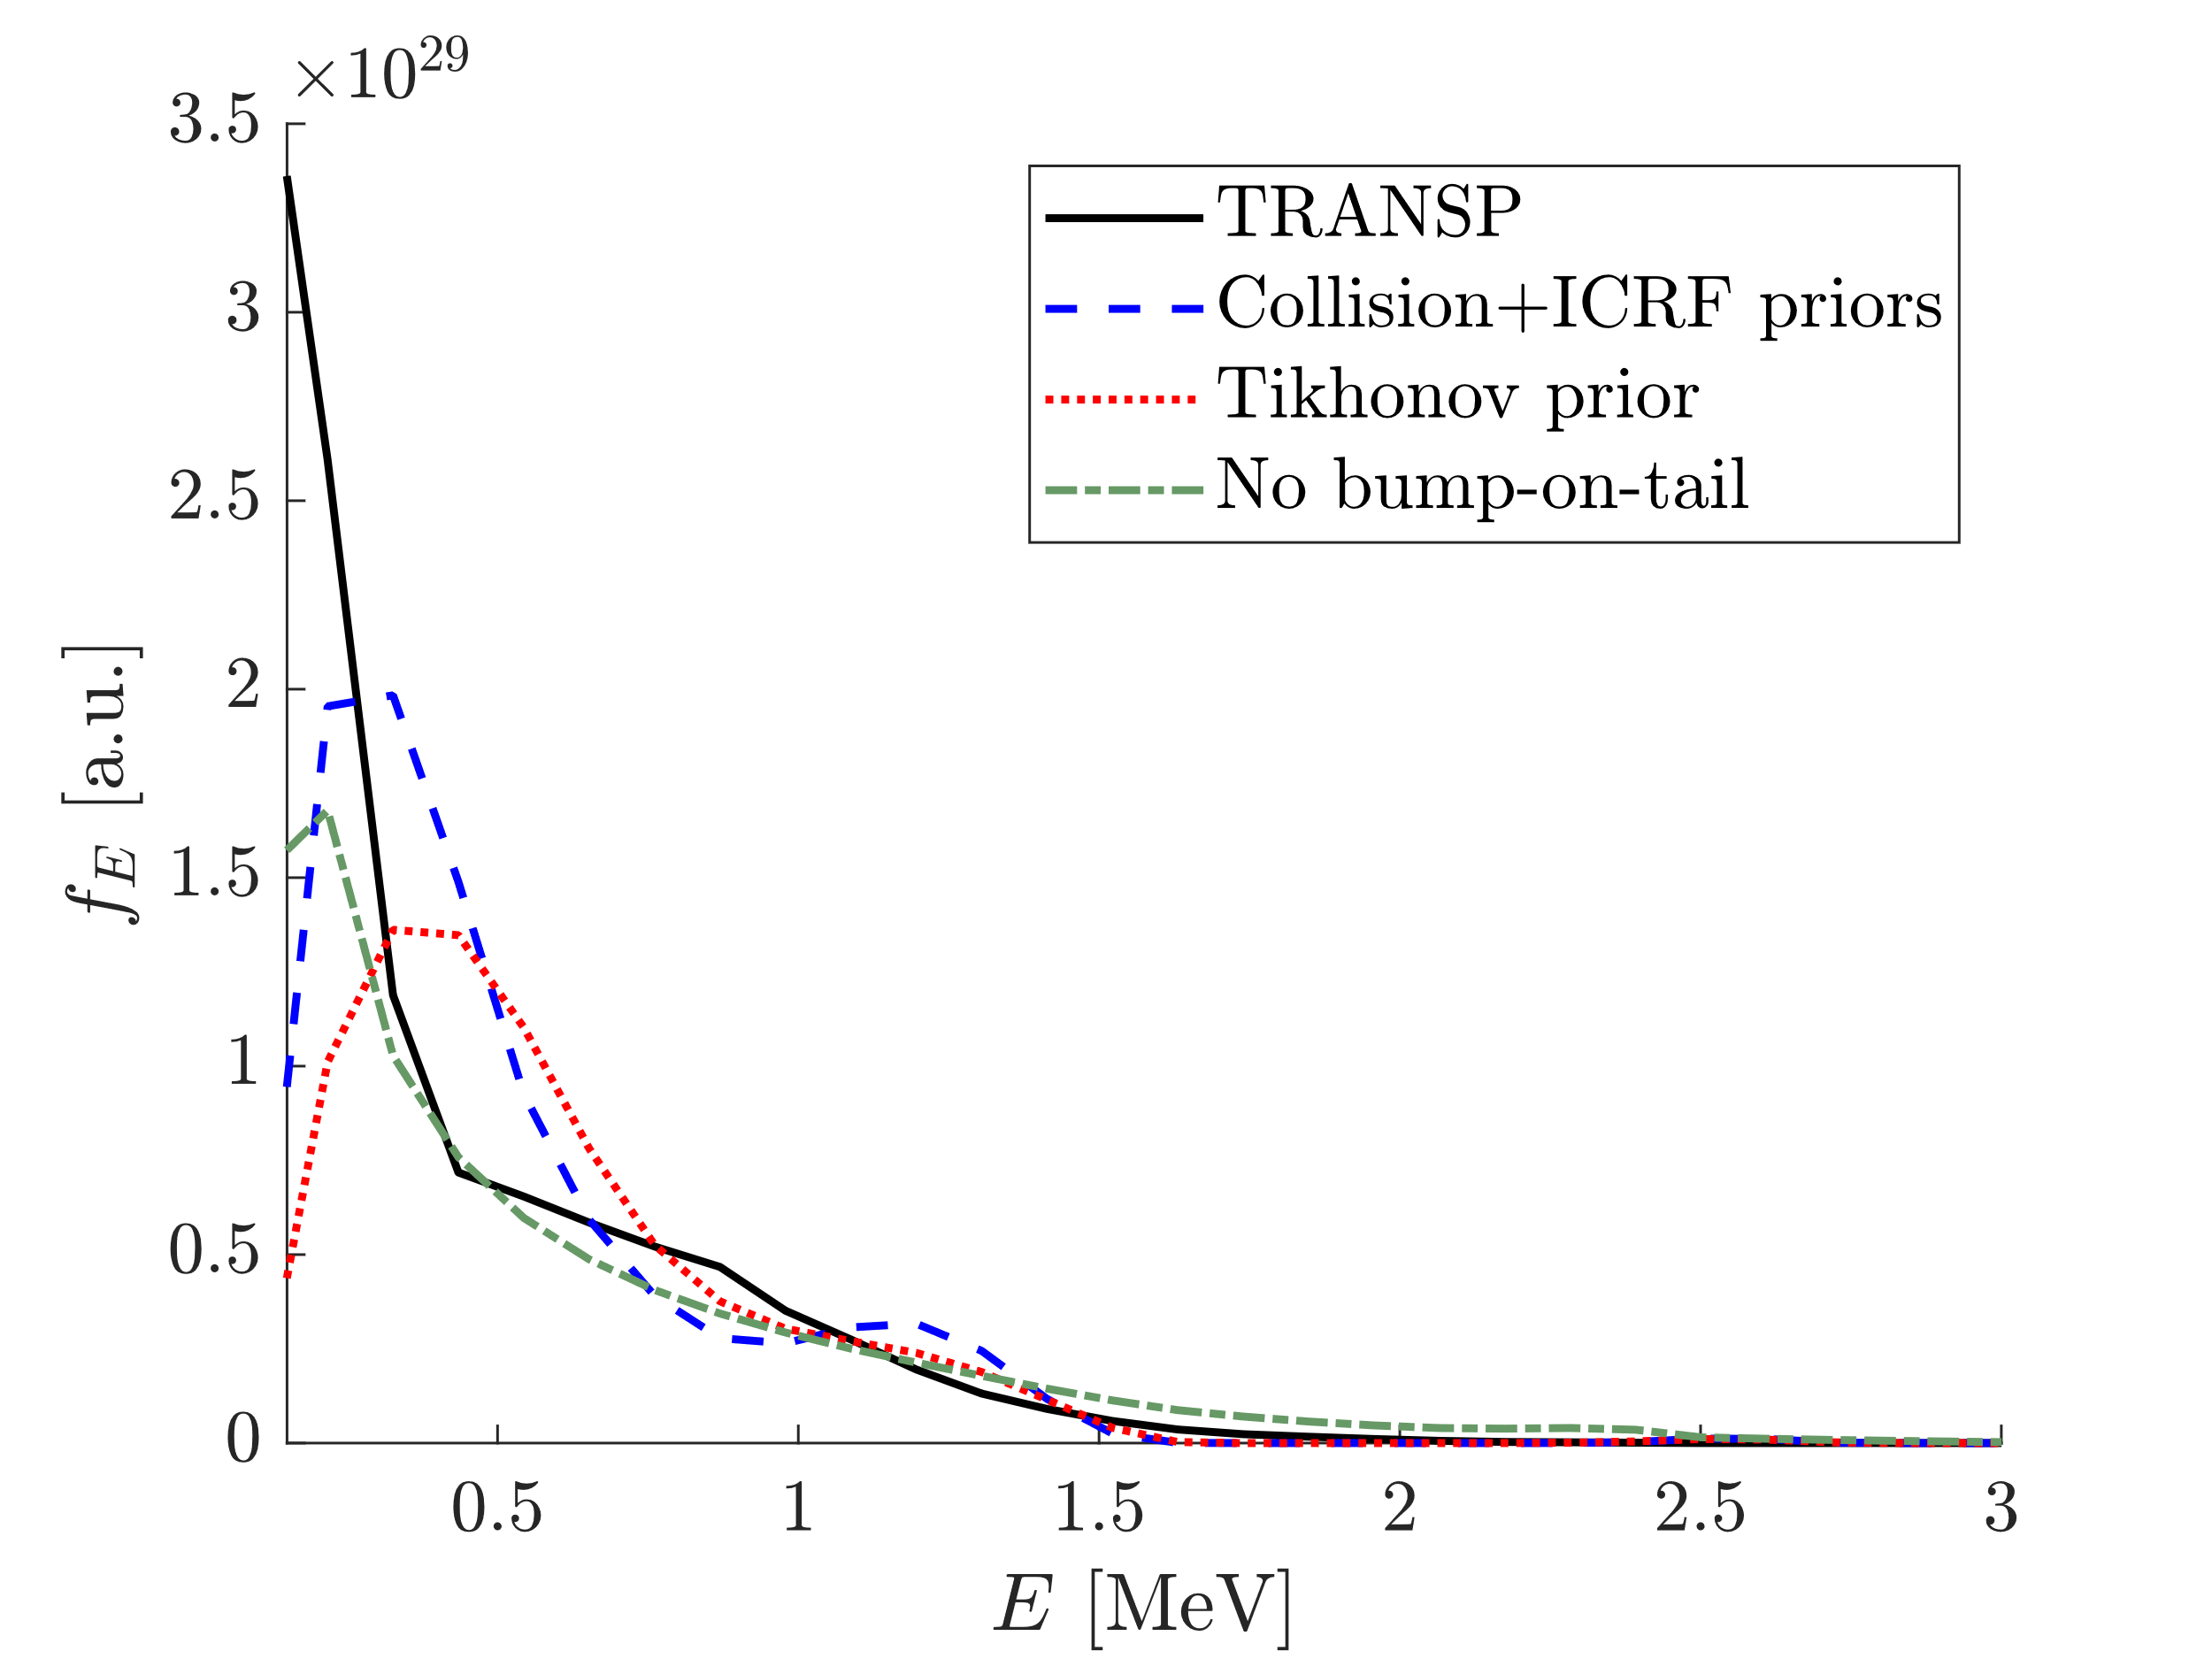 ×10^29
3.5
3
2.5
2
1.5
1
0.5
0
f_E [a.u.]
TRANSP
Collision+ICRF priors
Tikhonov prior
No bump-on-tail
0.5 1 1.5 2 2.5 3
E [MeV]